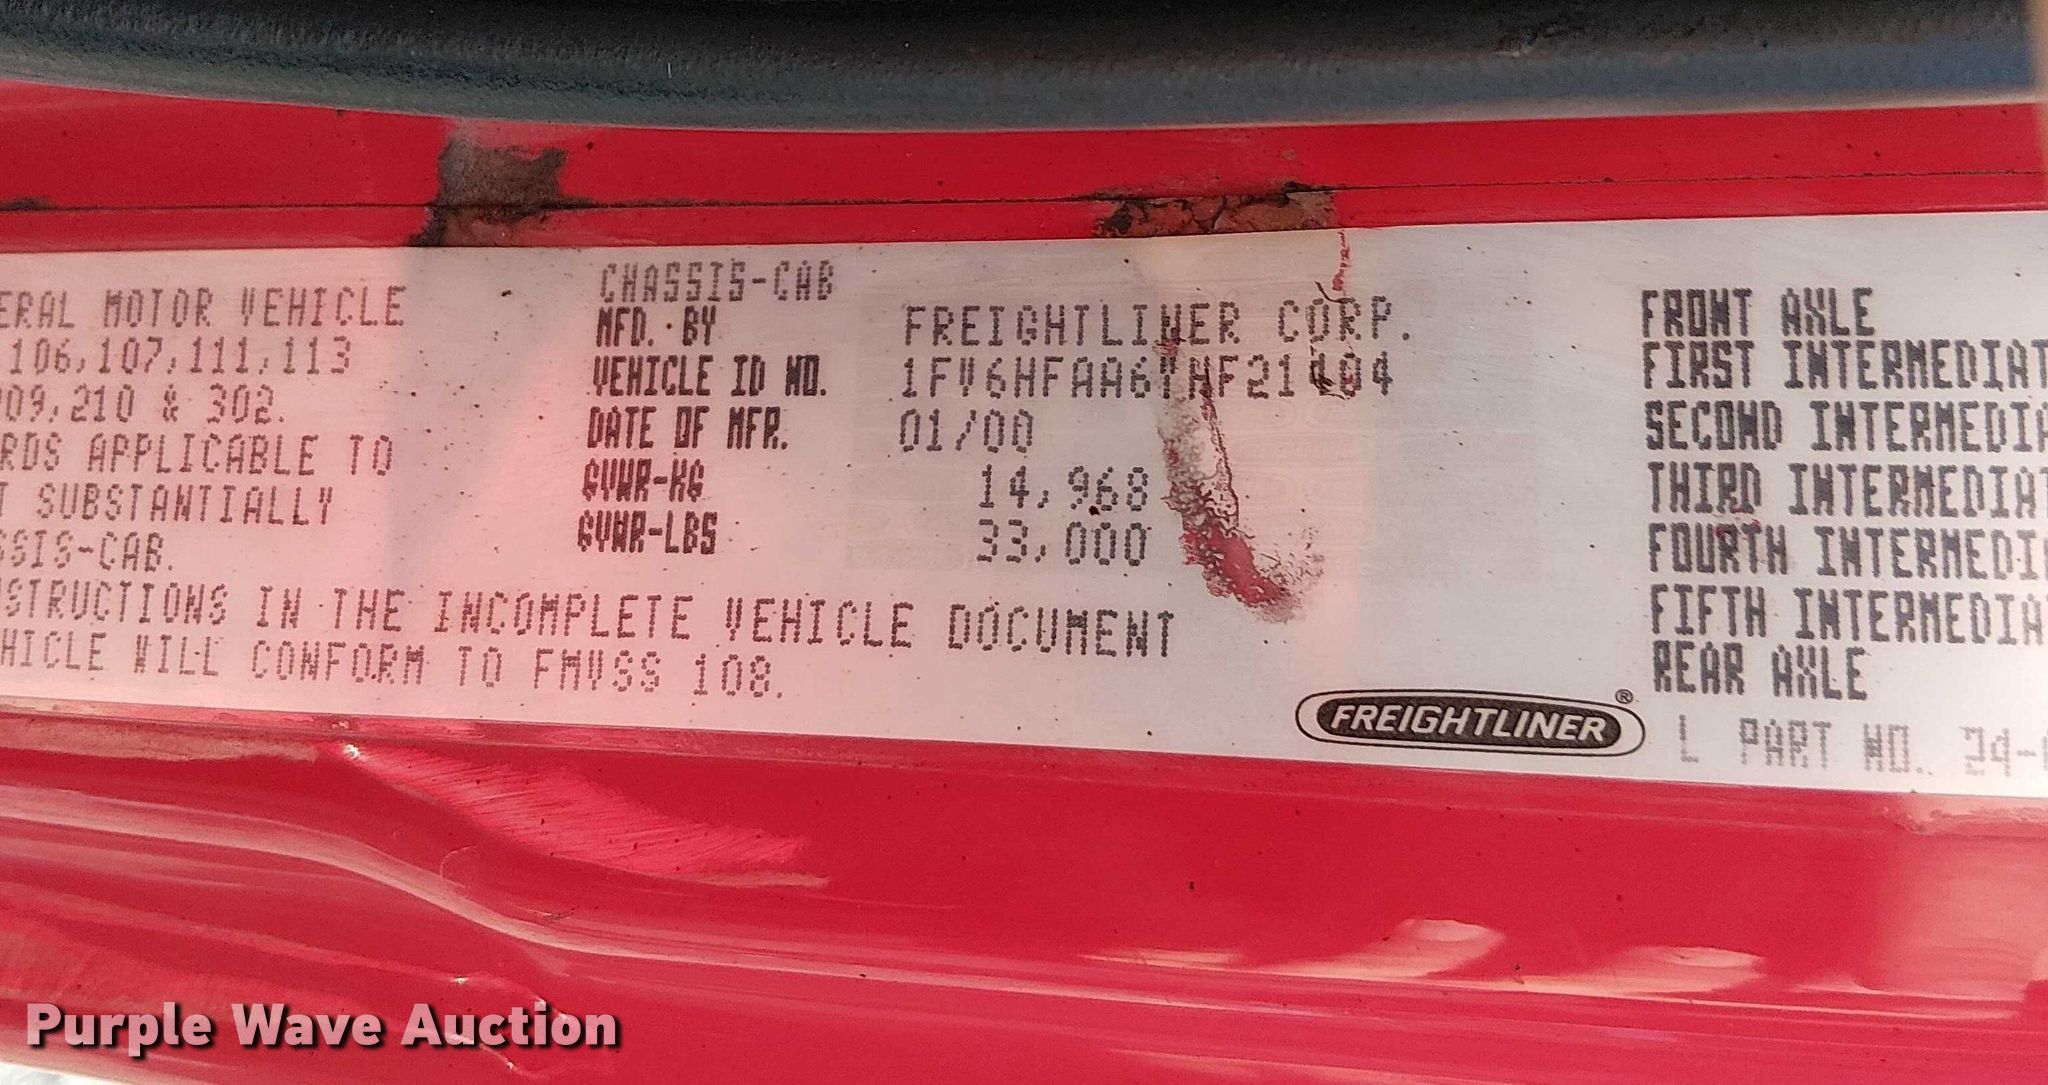 ERAL MOTOR VEHICLE
106,107,111,113
09,210 & 302.
RDS APPLICABLE TO
T SUBSTANTIALLY
SSIS-CAB.
STRUCTIONS IN THE INCOMPLETE VEHICLE DOCUMENT
HICLE WILL CONFORM TO FMVSS 108.
CHASSIS-CAB
MFD. BY FREIGHTLINER CORP.
VEHICLE ID NO.
DATE OF MFR. 01/00
GVWR-KG 14,968
GVWR-LBS 33,000
FREIGHTLINER®
FRONT AXLE
FIRST INTERMEDIAT
SECOND INTERMEDIA
THIRD INTERMEDIAT
FOURTH INTERMEDI
FIFTH INTERMEDIA
REAR AXLE
L PART NO. 24-
Purple Wave Auction